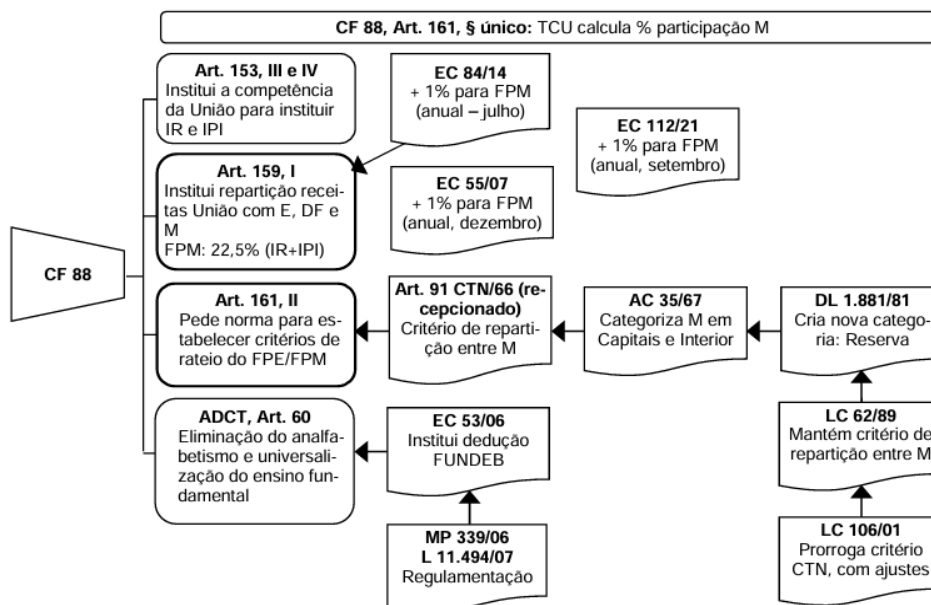 CF 88, Art. 161, § único: TCU calcula % participação M
Art. 153, III e IV
Institui a competência
da União para instituir
IR e IPI
EC 84/14
+ 1% para FPM
(anual – julho)
EC 112/21
+ 1% para FPM
(anual, setembro)
Art. 159, I
Institui repartição recei-
tas União com E, DF e
M
FPM: 22,5% (IR+IPI)
EC 55/07
+ 1% para FPM
(anual, dezembro)
CF 88
Art. 161, II
Pede norma para es-
tabelecer critérios de
rateio do FPE/FPM
Art. 91 CTN/66 (re-
cepcionado)
Critério de reparti-
ção entre M
AC 35/67
Categoriza M em
Capitais e Interior
DL 1.881/81
Cria nova catego-
ria: Reserva
ADCT, Art. 60
Eliminação do analfa-
betismo e universali-
zação do ensino fun-
damental
EC 53/06
Institui dedução
FUNDEB
LC 62/89
Mantém critério de
repartição entre M
MP 339/06
L 11.494/07
Regulamentação
LC 106/01
Prorroga critério
CTN, com ajustes